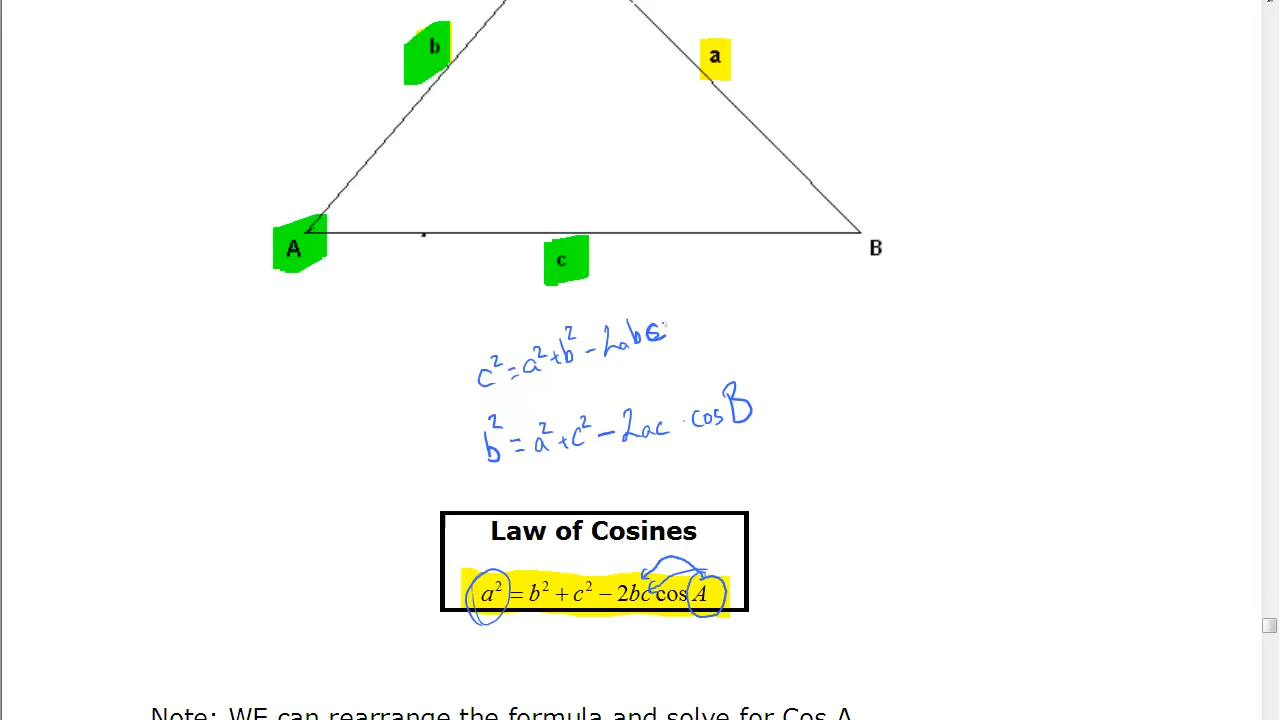 b
a
A
B
c
c² = a² + b² - 2ab
b² = a² + c² - 2ac · cos B
Law of Cosines
a² = b² + c² − 2bc cos A
Note: WE can rearrange the formula and solve for Cos A